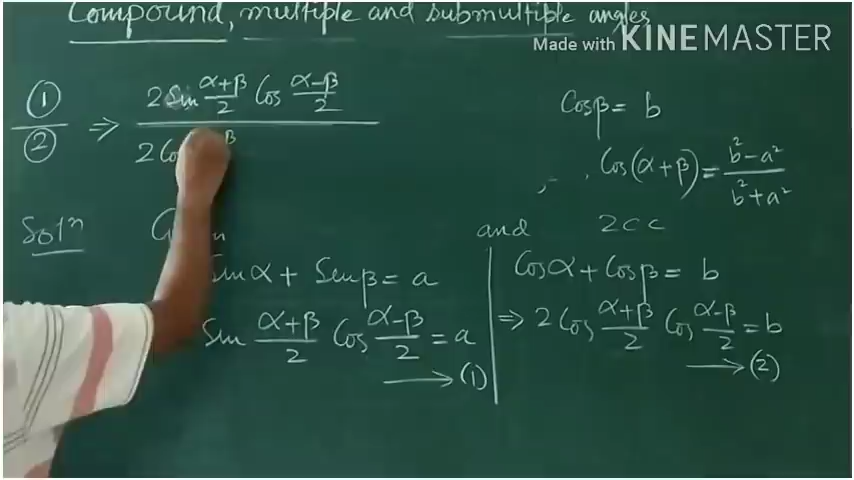 Compound, multiple and submultiple angles
Made with KINEMASTER
①/② ⇒ 2 Sin (α+β)/2 Cos (α-β)/2
2 Cos β
Cosβ = b
∴ Cos(α+β) = (b²-a²)/(b²+a²)
2CC
Solⁿ
and
Sinα + Sinβ = a
Sin (α+β)/2 Cos (α-β)/2 = a
⟶ (1)
Cosα + Cosβ = b
⇒ 2 Cos (α+β)/2 Cos (α-β)/2 = b
⟶ (2)